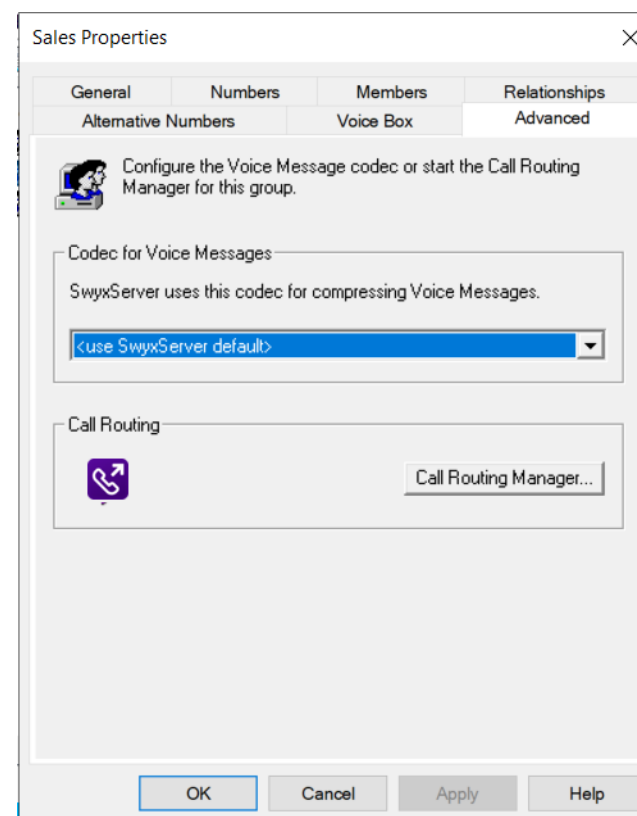 Sales Properties
General Numbers Members Relationships
Alternative Numbers Voice Box Advanced
Configure the Voice Message codec or start the Call Routing
Manager for this group.
Codec for Voice Messages
SwyxServer uses this codec for compressing Voice Messages.
<use SwyxServer default>
Call Routing
Call Routing Manager...
OK Cancel Apply Help